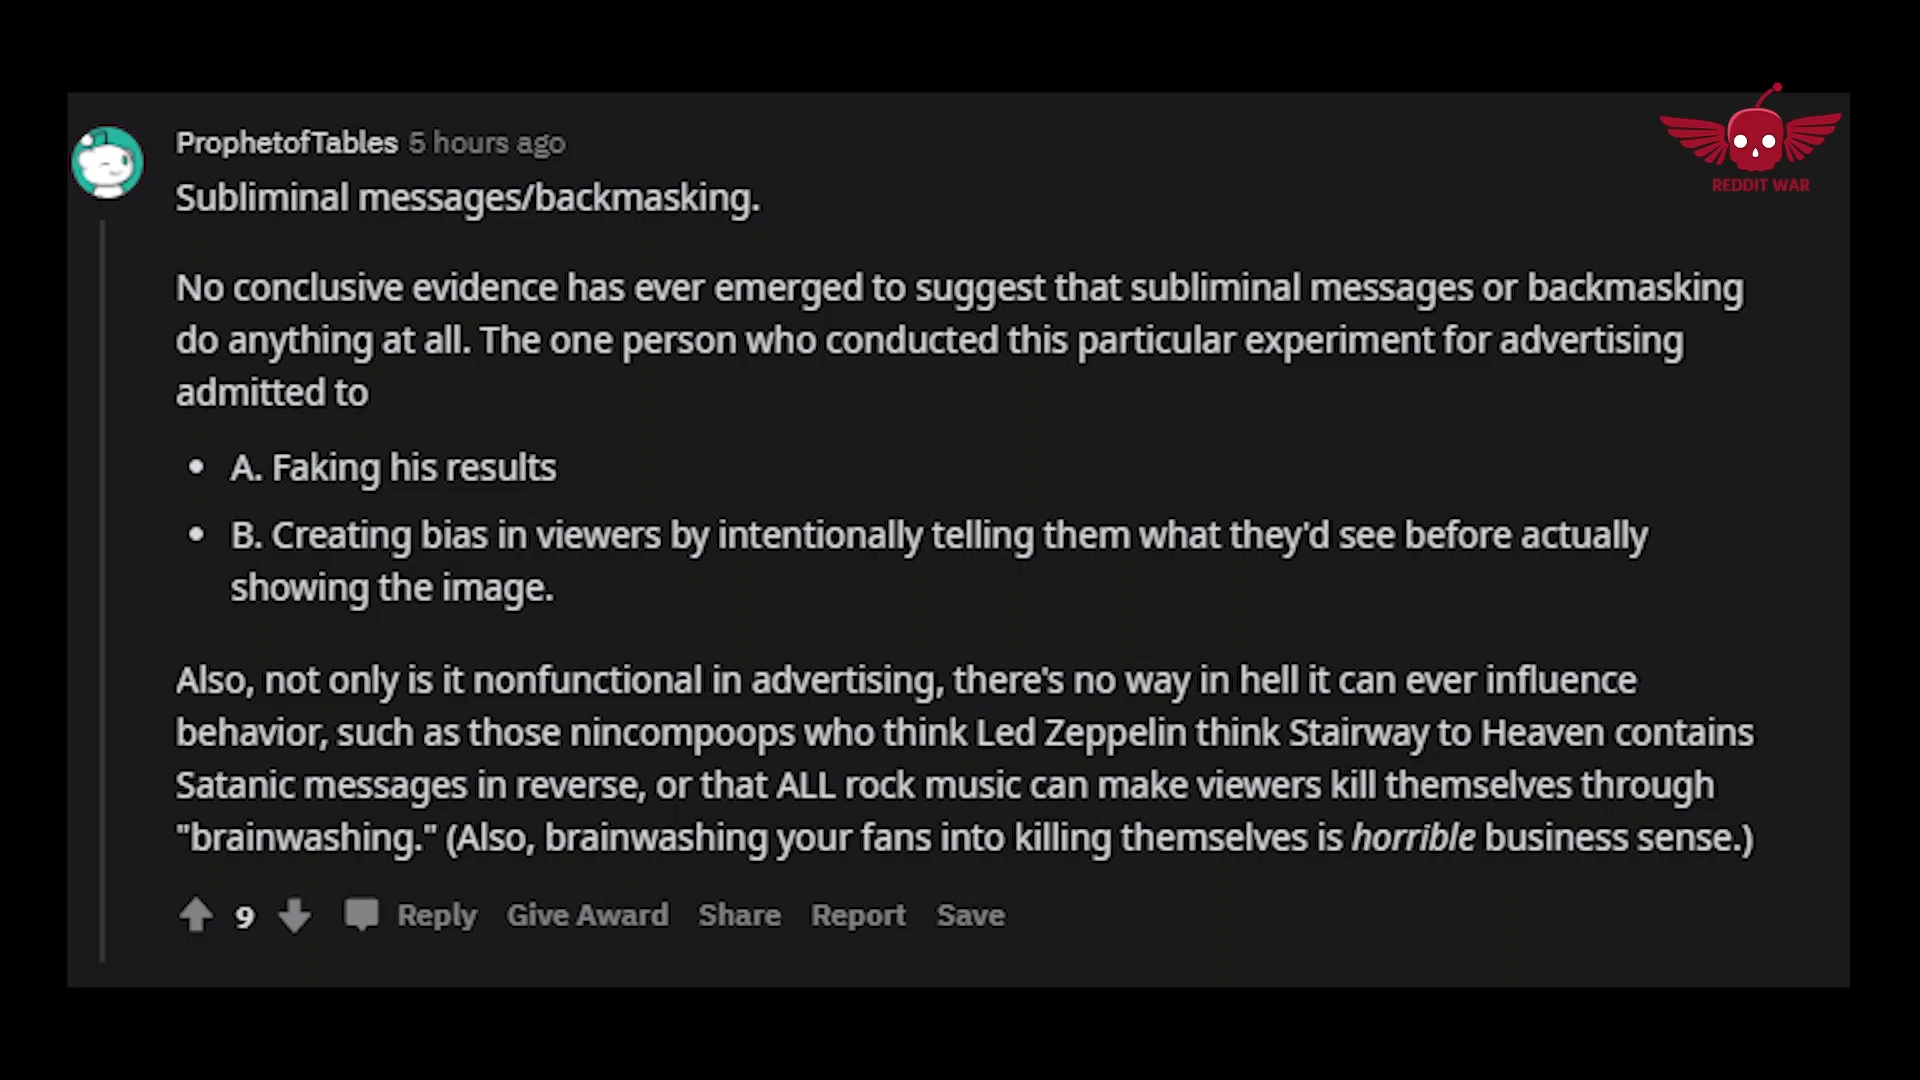 ProphetofTables 5 hours ago
REDDIT WAR
Subliminal messages/backmasking.
No conclusive evidence has ever emerged to suggest that subliminal messages or backmasking
do anything at all. The one person who conducted this particular experiment for advertising
admitted to
• A. Faking his results
• B. Creating bias in viewers by intentionally telling them what they'd see before actually
showing the image.
Also, not only is it nonfunctional in advertising, there's no way in hell it can ever influence
behavior, such as those nincompoops who think Led Zeppelin think Stairway to Heaven contains
Satanic messages in reverse, or that ALL rock music can make viewers kill themselves through
"brainwashing." (Also, brainwashing your fans into killing themselves is horrible business sense.)
9 Reply Give Award Share Report Save